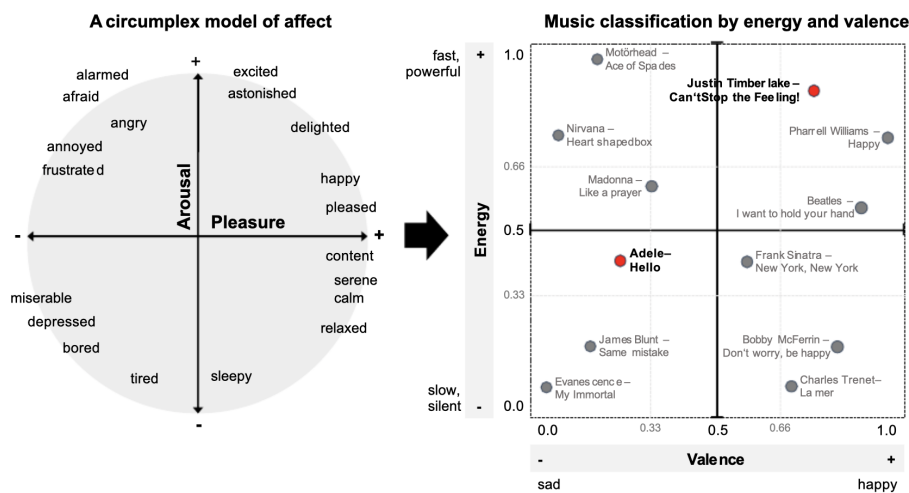 A circumplex model of affect
+
alarmed
excited
afraid
astonished
angry
delighted
annoyed
frustrated
happy
Arousal
Pleasure
pleased
-
+
content
serene
miserable
calm
depressed
relaxed
bored
tired
sleepy
-
Music classification by energy and valence
fast,
powerful
+
1.0
Motörhead –
Ace of Spades
Justin Timberlake –
Can'tStop the Feeling!
Nirvana –
Heart shapedbox
Pharrell Williams –
Happy
0.66
Madonna –
Like a prayer
Beatles –
I want to hold your hand
Energy
0.5
Adele–
Hello
Frank Sinatra –
New York, New York
0.33
James Blunt –
Same mistake
Bobby McFerrin –
Don't worry, be happy
Evanescence –
My Immortal
Charles Trenet–
La mer
slow,
silent
-
0.0
0.0
0.33
0.5
0.66
1.0
-
Valence
+
sad
happy